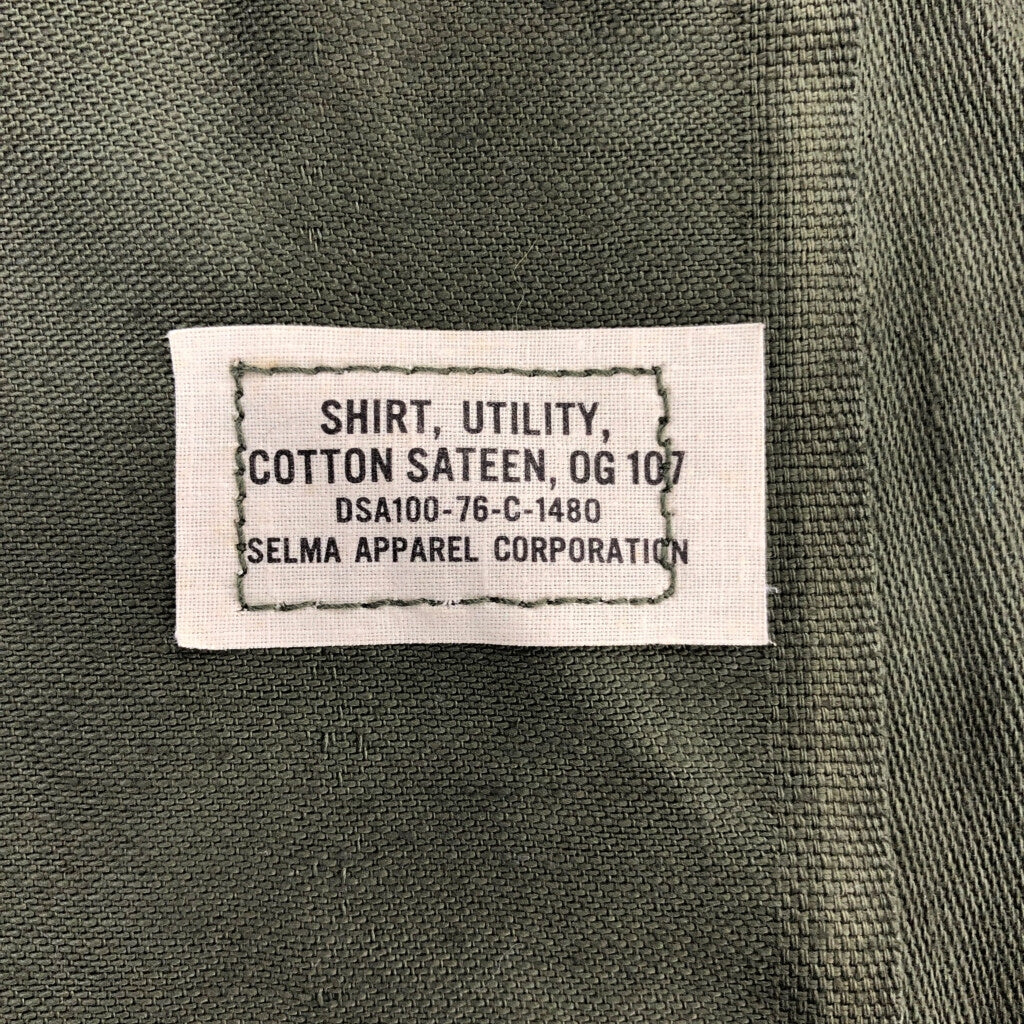 SHIRT, UTILITY,
COTTON SATEEN, OG 107
DSA100-76-C-1480
SELMA APPAREL CORPORATION